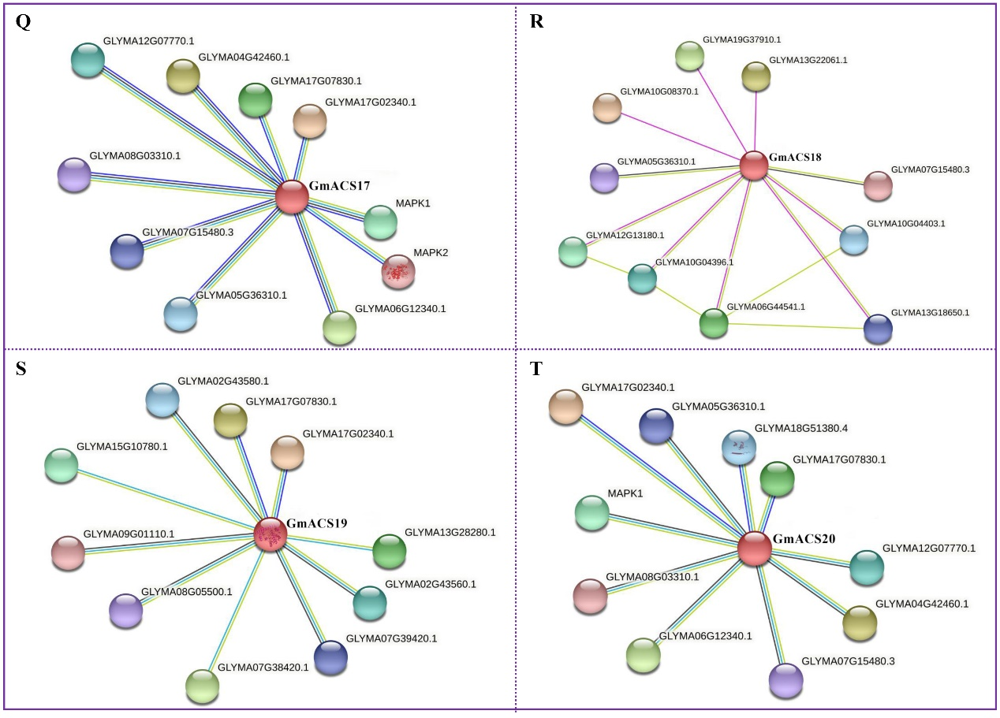 Q
GLYMA12G07770.1
GLYMA04G42460.1
GLYMA17G07830.1
GLYMA17G02340.1
GLYMA08G03310.1
GmACS17
MAPK1
GLYMA07G15480.3
MAPK2
GLYMA05G36310.1
GLYMA06G12340.1
R
GLYMA19G37910.1
GLYMA13G22061.1
GLYMA10G08370.1
GmACS18
GLYMA05G36310.1
GLYMA07G15480.3
GLYMA10G04403.1
GLYMA12G13180.1
GLYMA10G04396.1
GLYMA06G44541.1
GLYMA13G18650.1
S
GLYMA02G43580.1
GLYMA17G07830.1
GLYMA17G02340.1
GLYMA15G10780.1
GmACS19
GLYMA09G01110.1
GLYMA13G28280.1
GLYMA08G05500.1
GLYMA02G43560.1
GLYMA07G39420.1
GLYMA07G38420.1
T
GLYMA17G02340.1
GLYMA05G36310.1
GLYMA18G51380.4
GLYMA17G07830.1
MAPK1
GmACS20
GLYMA12G07770.1
GLYMA08G03310.1
GLYMA04G42460.1
GLYMA06G12340.1
GLYMA07G15480.3